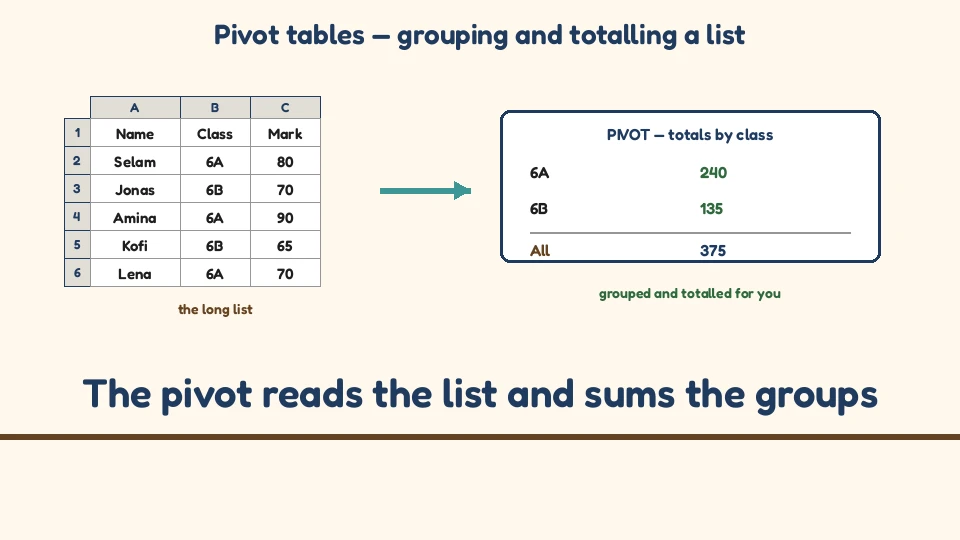 Pivot tables — grouping and totalling a list
A B C
1 Name Class Mark
2 Selam 6A 80
3 Jonas 6B 70
4 Amina 6A 90
5 Kofi 6B 65
6 Lena 6A 70
the long list
PIVOT — totals by class
6A 240
6B 135
All 375
grouped and totalled for you
The pivot reads the list and sums the groups